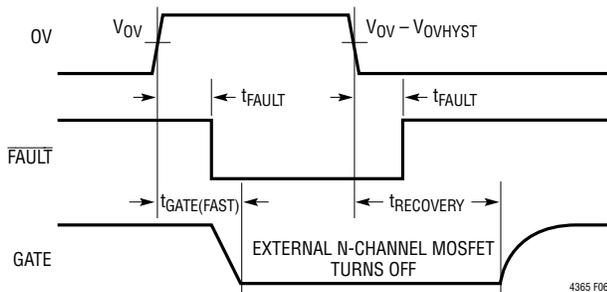 OV
V_OV
V_OV – V_OVHYST
t_FAULT
t_FAULT
FAULT
t_GATE(FAST)
t_RECOVERY
GATE
EXTERNAL N-CHANNEL MOSFET
TURNS OFF
4365 F06